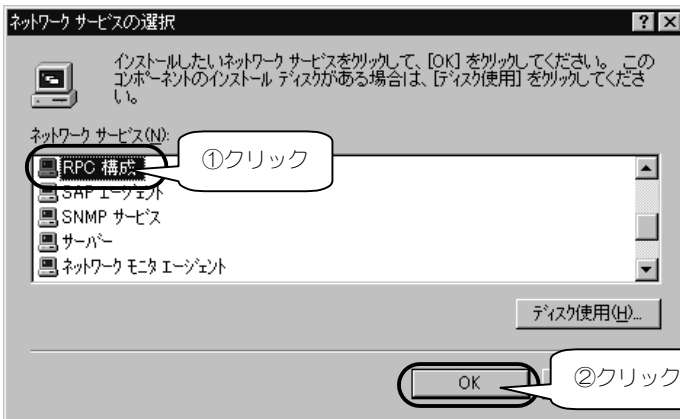 ネットワーク サービスの選択
インストールしたいネットワーク サービスをクリックして、[OK] をクリックしてください。 この
コンポーネントのインストール ディスクがある場合は、[ディスク使用] をクリックしてくださ
い。
ネットワーク サービス(N):
RPC 構成
①クリック
SAP エージェント
SNMP サービス
サーバー
ネットワーク モニタ エージェント
ディスク使用(H)...
OK
②クリック